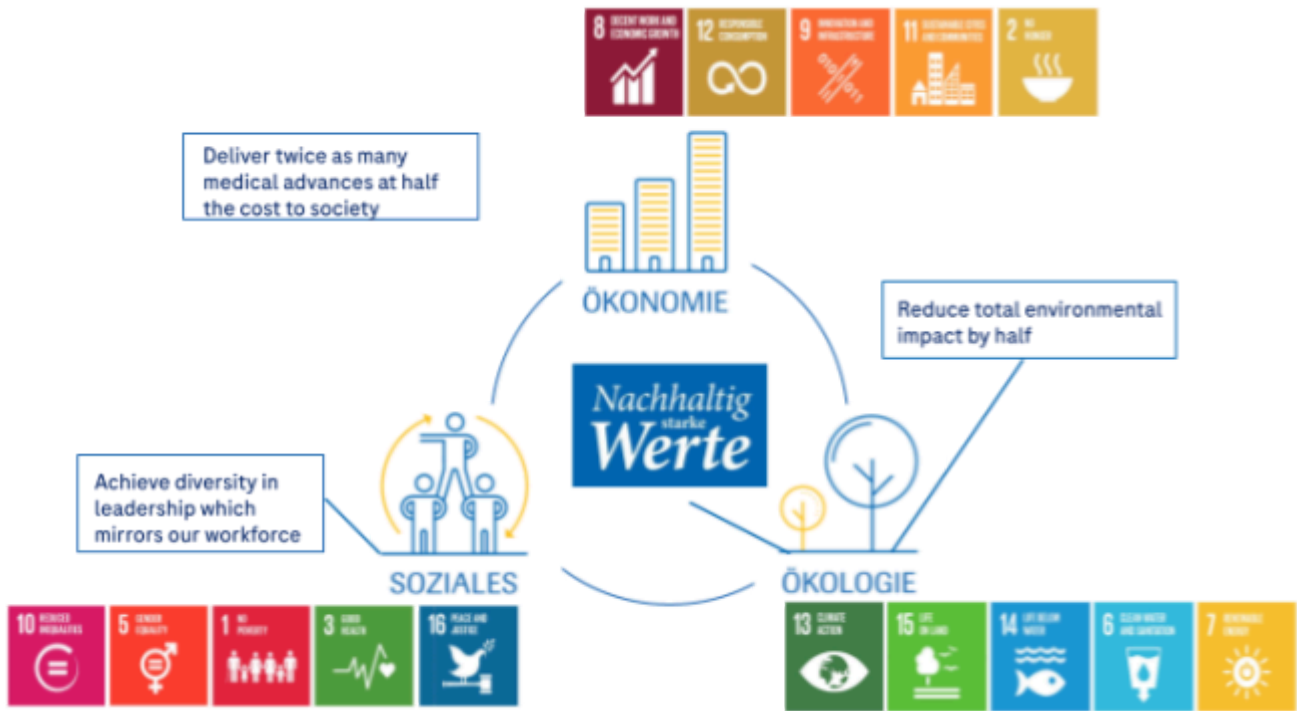 8 DECENT WORK AND
ECONOMIC GROWTH
12 RESPONSIBLE
CONSUMPTION
9 INNOVATION AND
INFRASTRUCTURE
11 SUSTAINABLE CITIES
AND COMMUNITIES
2 NO
HUNGER
Deliver twice as many
medical advances at half
the cost to society
ÖKONOMIE
Reduce total environmental
impact by half
Nachhaltig
starke
Werte
Achieve diversity in
leadership which
mirrors our workforce
SOZIALES
ÖKOLOGIE
10 REDUCED
INEQUALITIES
5 GENDER
EQUALITY
1 NO
POVERTY
3 GOOD
HEALTH
16 PEACE AND
JUSTICE
13 CLIMATE
ACTION
15 LIFE
ON LAND
14 LIFE BELOW
WATER
6 CLEAN WATER
AND SANITATION
7 RENEWABLE
ENERGY